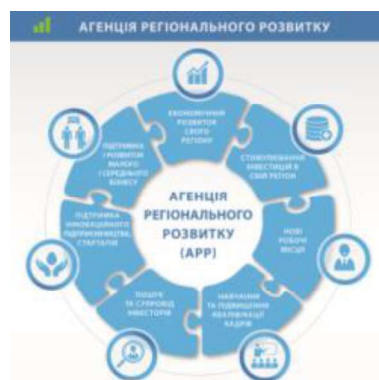 АГЕНЦІЯ РЕГІОНАЛЬНОГО РОЗВИТКУ
ЕКОНОМІЧНИЙ
РОЗВИТОК
СВОГО
РЕГІОНУ
СТИМУЛЮВАННЯ
ІНВЕСТИЦІЙ В
СВІЙ РЕГІОН
НОВІ
РОБОЧІ
МІСЦЯ
НАВЧАННЯ
ТА ПІДВИЩЕННЯ
КВАЛІФІКАЦІЇ
КАДРІВ
ПОШУК
ТА СУПРОВІД
ІНВЕСТОРІВ
ПІДТРИМКА
ІННОВАЦІЙНОГО
ПІДПРИЄМНИЦТВА,
СТАРТАПІВ
ПІДТРИМКА
І РОЗВИТОК
МАЛОГО
І СЕРЕДНЬОГО
БІЗНЕСУ
АГЕНЦІЯ
РЕГІОНАЛЬНОГО
РОЗВИТКУ
(АРР)